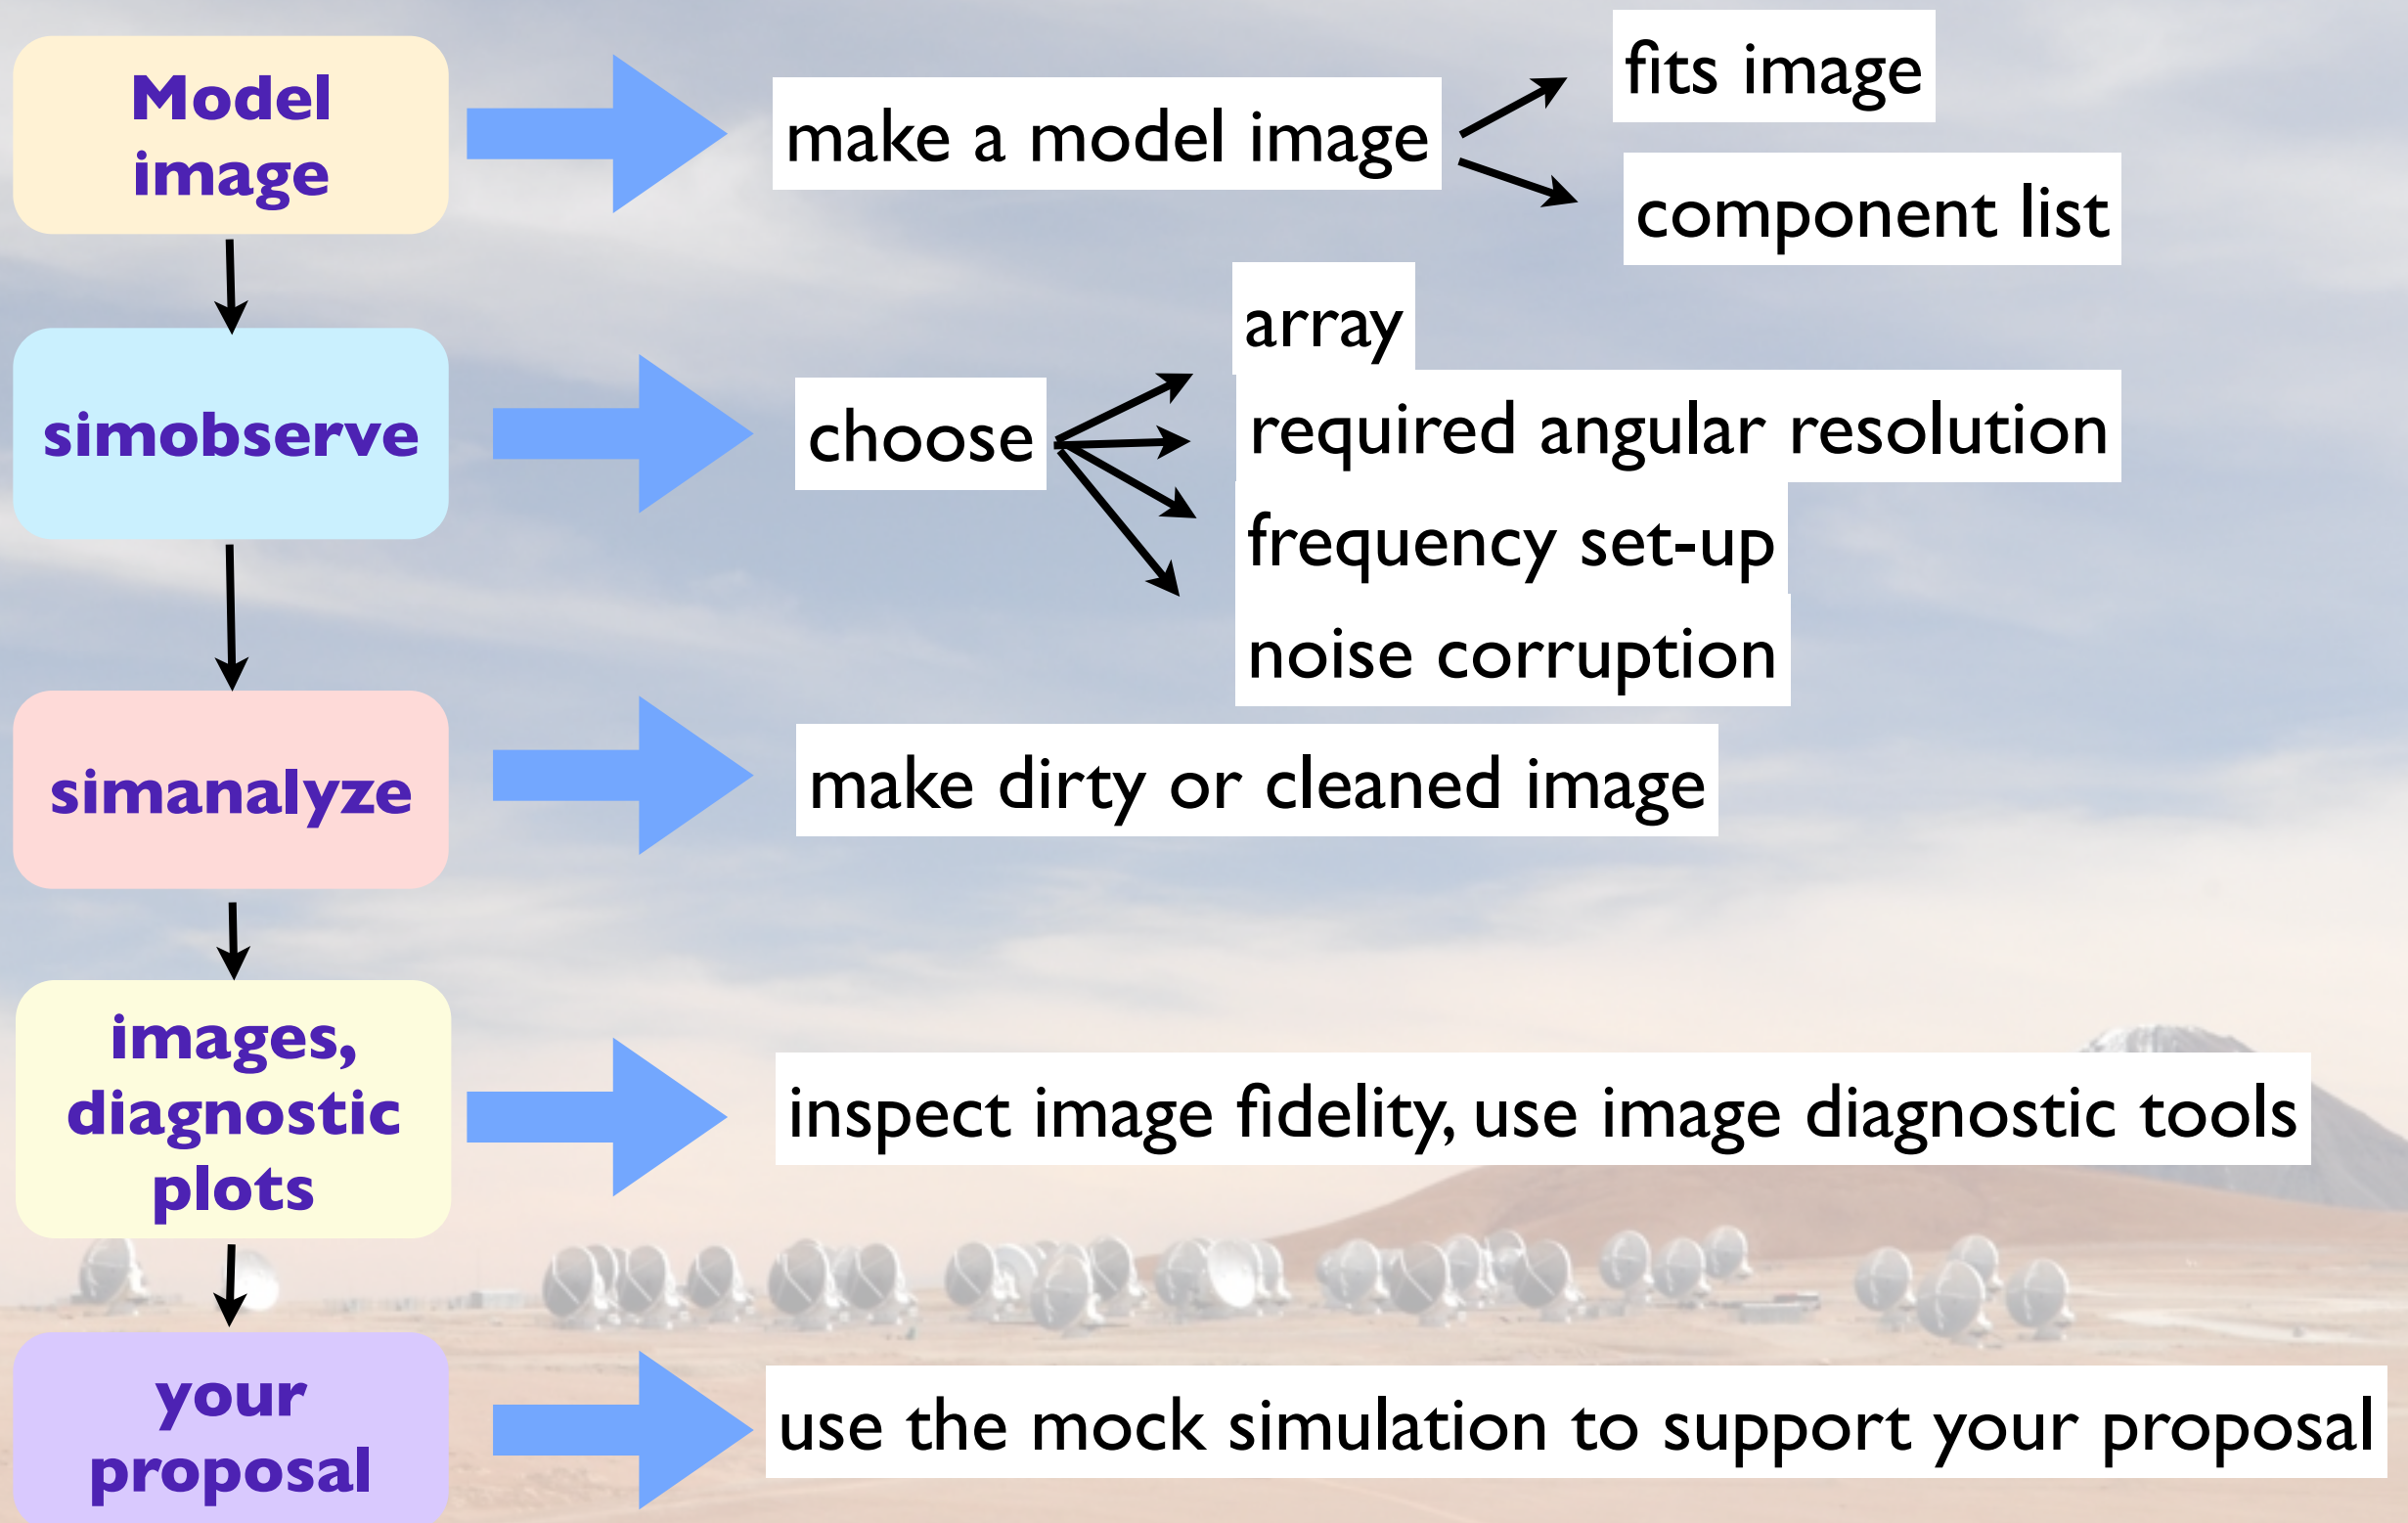 Model
image
make a model image
fits image
component list
simobserve
choose
array
required angular resolution
frequency set-up
noise corruption
simanalyze
make dirty or cleaned image
images,
diagnostic
plots
inspect image fidelity, use image diagnostic tools
your
proposal
use the mock simulation to support your proposal